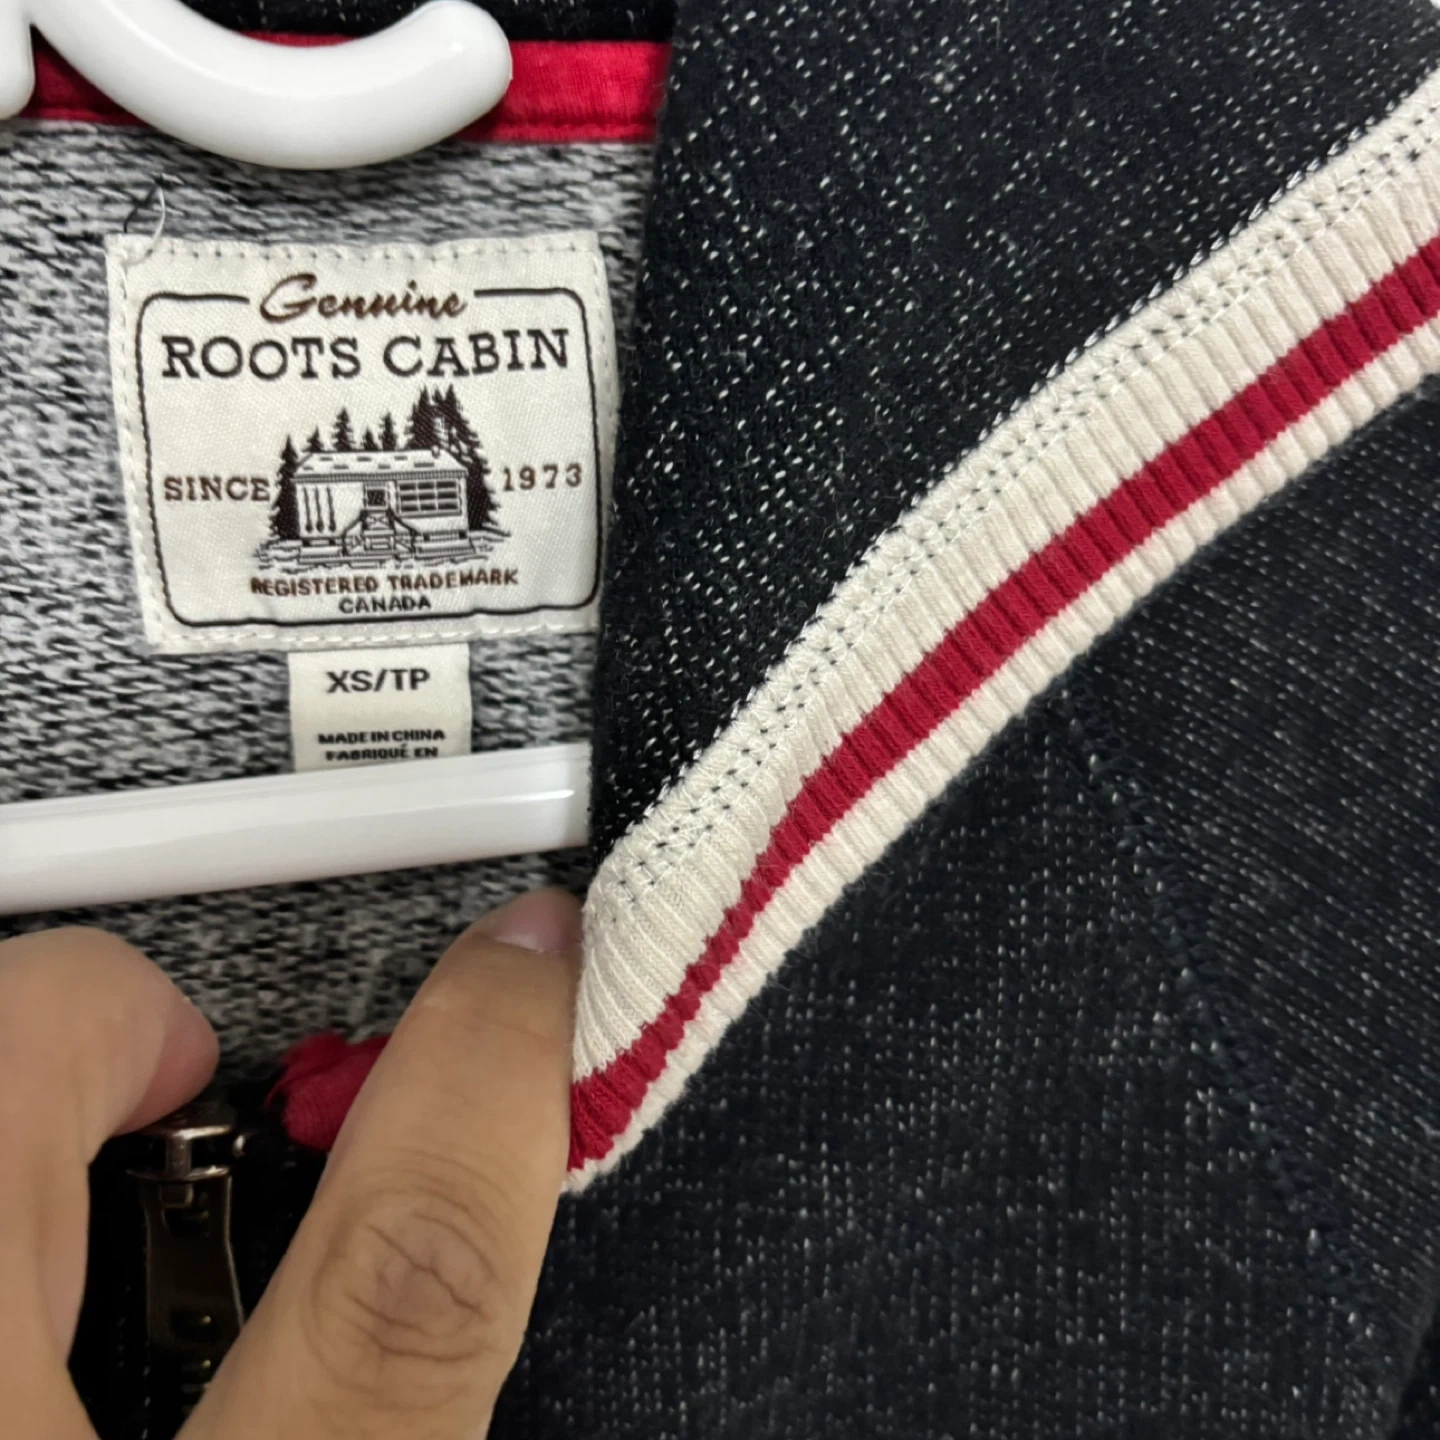 Genuine
ROOTS CABIN
SINCE 1973
REGISTERED TRADEMARK
CANADA
XS/TP
MADE IN CHINA
FABRIQUÉ EN